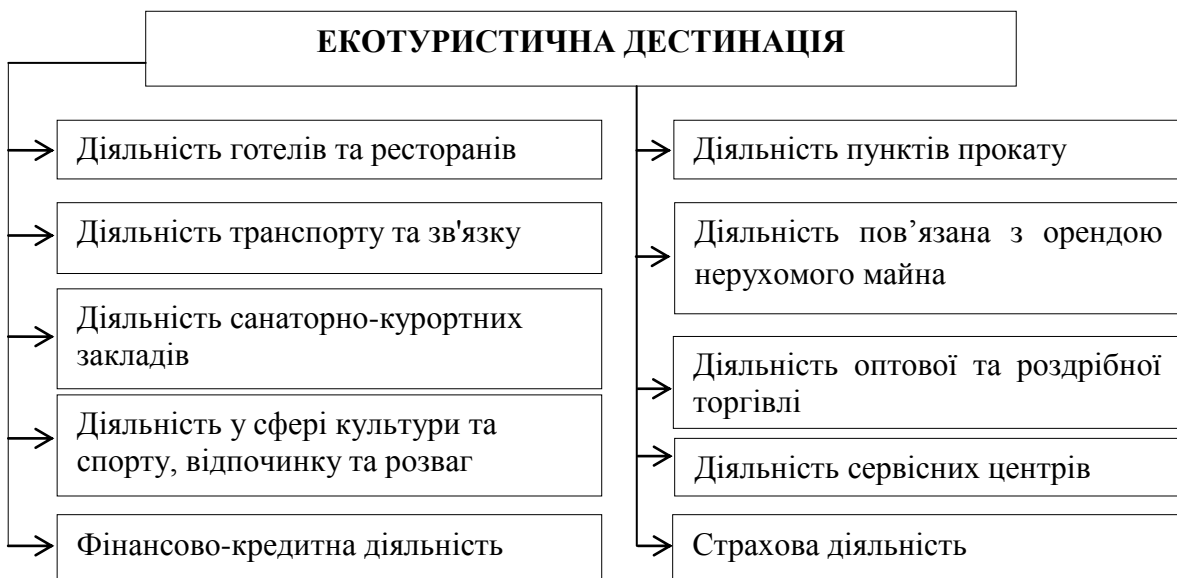 ЕКОТУРИСТИЧНА ДЕСТИНАЦІЯ
Діяльність готелів та ресторанів
Діяльність транспорту та зв'язку
Діяльність санаторно-курортних
закладів
Діяльність у сфері культури та
спорту, відпочинку та розваг
Фінансово-кредитна діяльність
Діяльність пунктів прокату
Діяльність пов’язана з орендою
нерухомого майна
Діяльність оптової та роздрібної
торгівлі
Діяльність сервісних центрів
Страхова діяльність